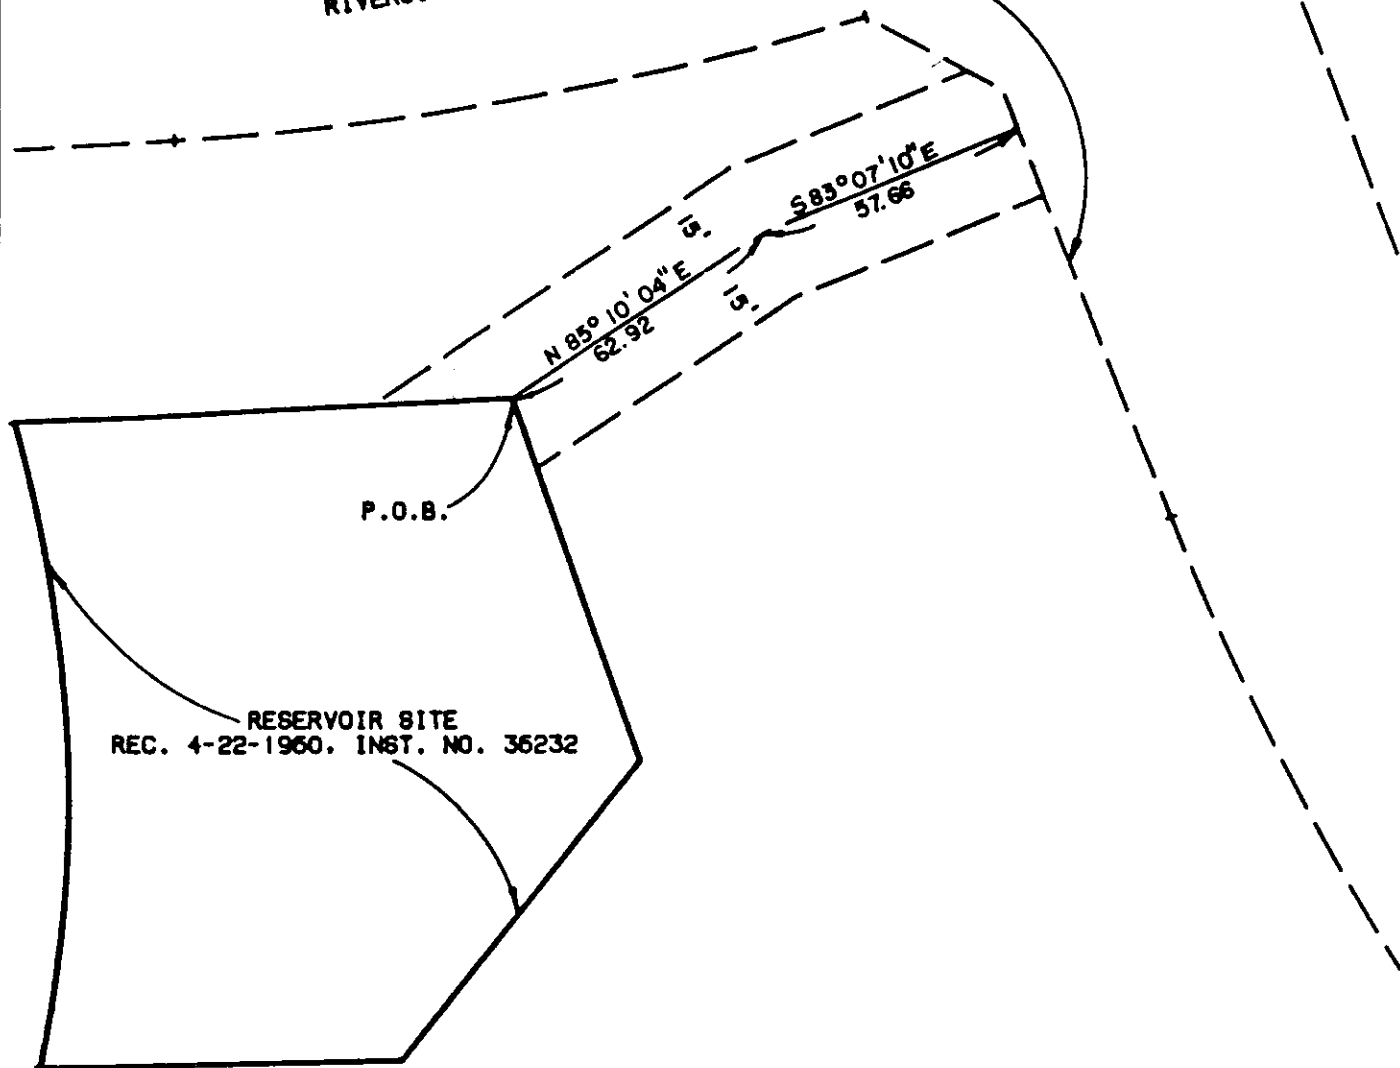 S83°07'10"E
57.66
15'
N 85° 10' 04" E
62.92
15'
P.O.B.
RESERVOIR SITE
REC. 4-22-1960. INST. NO. 36232